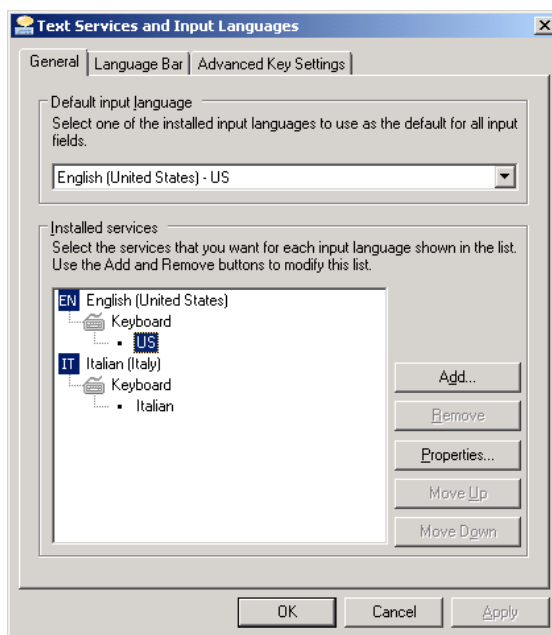 Text Services and Input Languages
General
Language Bar
Advanced Key Settings
Default input language
Select one of the installed input languages to use as the default for all input
fields.
English (United States) - US
Installed services
Select the services that you want for each input language shown in the list.
Use the Add and Remove buttons to modify this list.
EN English (United States)
Keyboard
US
IT Italian (Italy)
Keyboard
Italian
Add...
Remove
Properties...
Move Up
Move Down
OK
Cancel
Apply